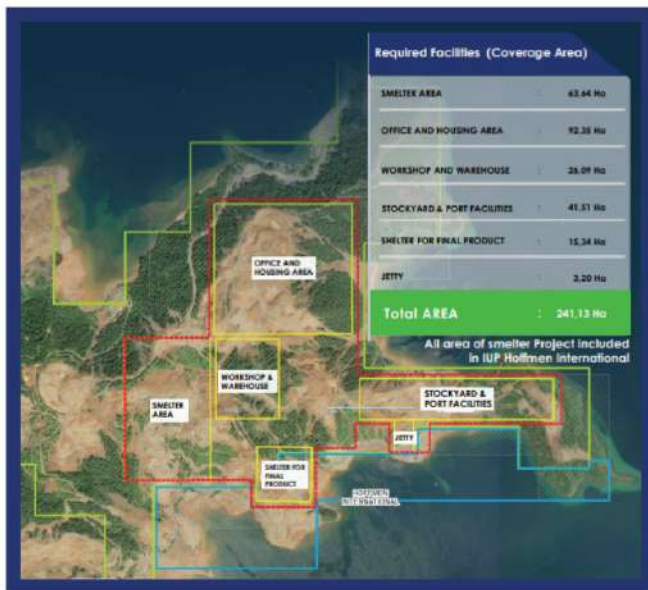 Required Facilities (Coverage Area)
SMELTER AREA : 63,64 Ha
OFFICE AND HOUSING AREA : 92,35 Ha
WORKSHOP AND WAREHOUSE : 26,09 Ha
STOCKYARD & PORT FACILITIES : 41,51 Ha
SHELTER FOR FINAL PRODUCT : 15,34 Ha
JETTY : 2,20 Ha
Total AREA : 241,13 Ha
All area of smelter Project included
in IUP Hoffmen International
OFFICE AND
HOUSING AREA
WORKSHOP &
WAREHOUSE
SMELTER
AREA
STOCKYARD &
PORT FACILITIES
JETTY
SHELTER FOR
FINAL
PRODUCT
HOFFMEN
INTERNATIONAL